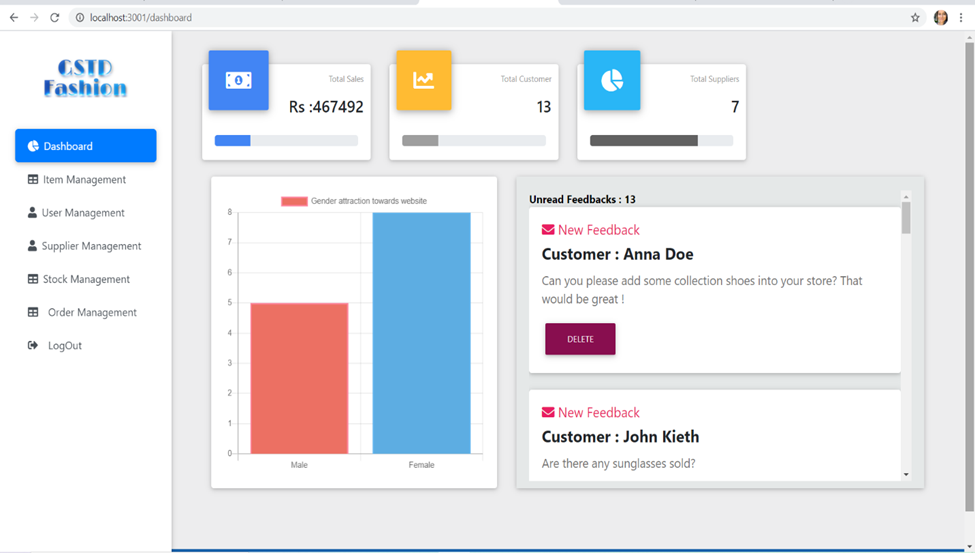 localhost:3001/dashboard
GSTD
Fashion
Dashboard
Item Management
User Management
Supplier Management
Stock Management
Order Management
LogOut
Total Sales
Rs :467492
Total Customer
13
Total Suppliers
7
Gender attraction towards website
8
7
6
5
4
3
2
1
0
Male
Female
Unread Feedbacks : 13
New Feedback
Customer : Anna Doe
Can you please add some collection shoes into your store? That
would be great !
DELETE
New Feedback
Customer : John Kieth
Are there any sunglasses sold?